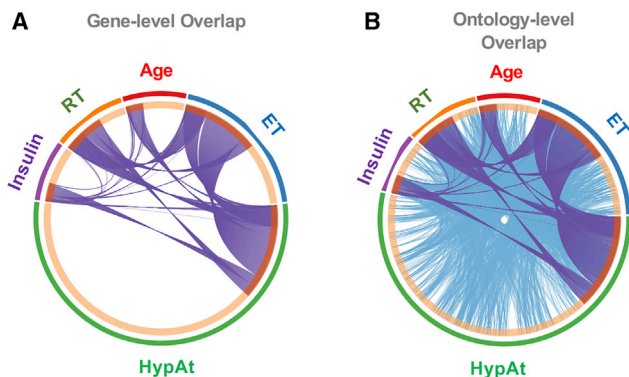 A
Gene-level Overlap
Age
RT
ET
Insulin
HypAt
B
Ontology-level
Overlap
Age
RT
ET
Insulin
HypAt